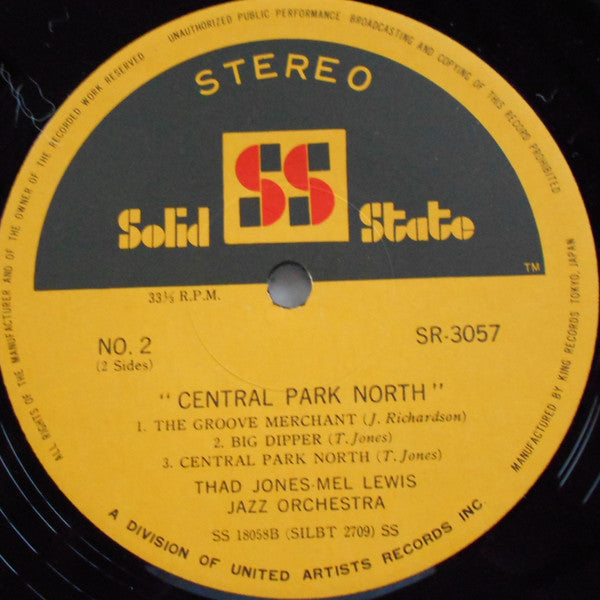 ALL RIGHTS OF THE MANUFACTURER AND OF THE OWNER OF THE RECORDED WORK RESERVED
UNAUTHORIZED PUBLIC PERFORMANCE BROADCASTING AND COPYING OF THIS RECORD PROHIBITED
STEREO
SS
Solid State
TM
33⅓ R.P.M.
NO. 2
SR-3057
(2 Sides)
"CENTRAL PARK NORTH"
1. THE GROOVE MERCHANT (J. Richardson)
2. BIG DIPPER (T. Jones)
3. CENTRAL PARK NORTH (T. Jones)
THAD JONES-MEL LEWIS
JAZZ ORCHESTRA
SS 18058B (SILBT 2709) SS
A DIVISION OF UNITED ARTISTS RECORDS INC
MANUFACTURED BY KING RECORDS TOKYO, JAPAN